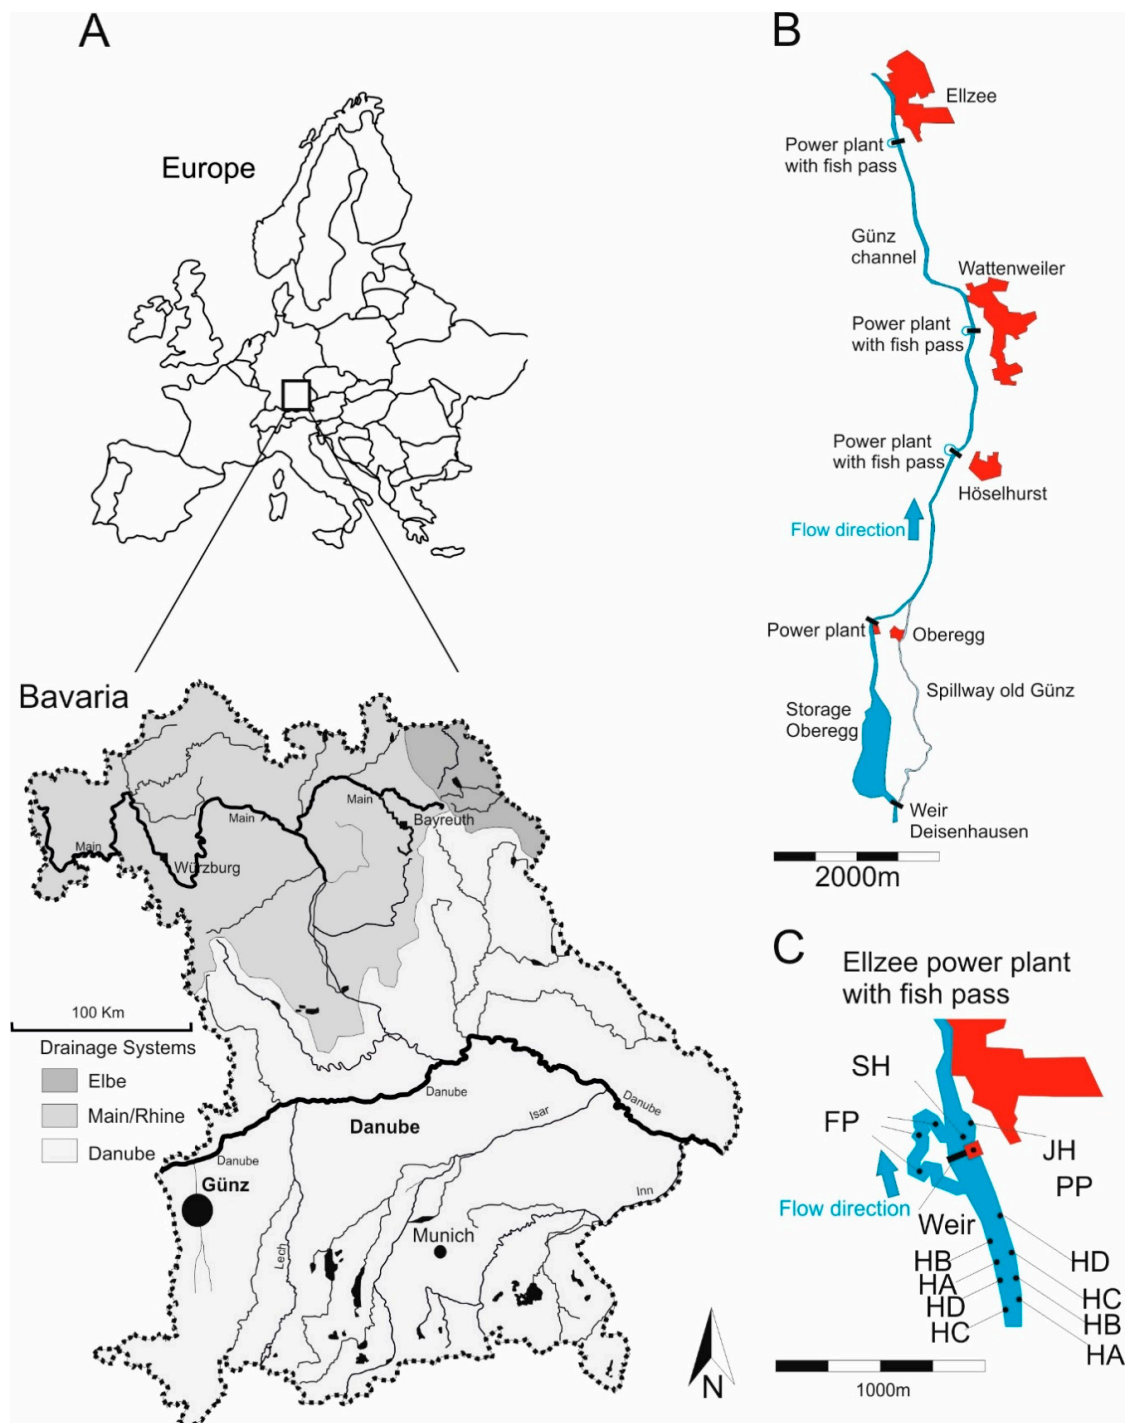 A
Europe
Bavaria
Main
Main
Main
Bayreuth
Würzburg
100 Km
Drainage Systems
Elbe
Main/Rhine
Danube
Danube
Danube
Danube
Danube
Isar
Inn
Lech
Günz
Munich
N
B
Ellzee
Power plant
with fish pass
Günz
channel
Wattenweiler
Power plant
with fish pass
Power plant
with fish pass
Höselhurst
Flow direction
Power plant
Oberegg
Spillway old Günz
Storage
Oberegg
Weir
Deisenhausen
2000m
C
Ellzee power plant
with fish pass
SH
FP
JH
PP
Flow direction
Weir
HB
HA
HD
HC
HD
HC
HB
HA
1000m